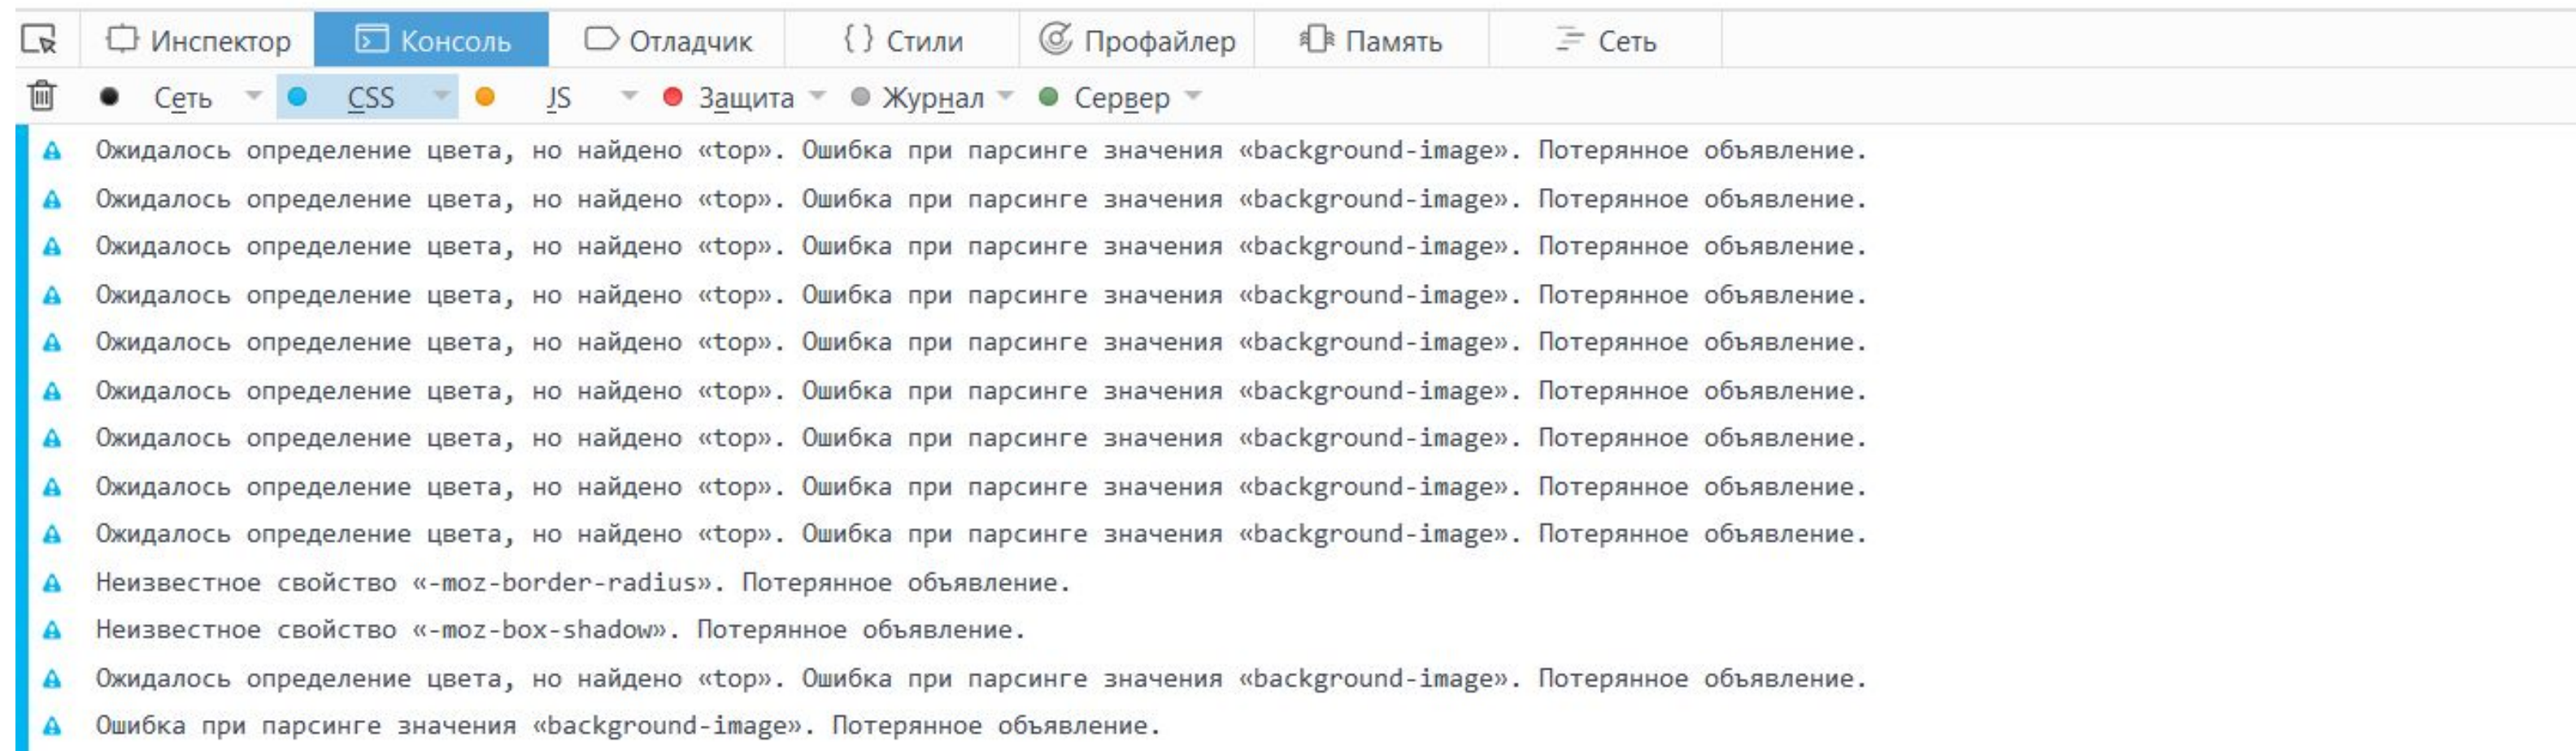 Инспектор Консоль Отладчик { } Стили Профайлер Память Сеть
Сеть CSS JS Защита Журнал Сервер
Ожидалось определение цвета, но найдено «top». Ошибка при парсинге значения «background-image». Потерянное объявление.
Ожидалось определение цвета, но найдено «top». Ошибка при парсинге значения «background-image». Потерянное объявление.
Ожидалось определение цвета, но найдено «top». Ошибка при парсинге значения «background-image». Потерянное объявление.
Ожидалось определение цвета, но найдено «top». Ошибка при парсинге значения «background-image». Потерянное объявление.
Ожидалось определение цвета, но найдено «top». Ошибка при парсинге значения «background-image». Потерянное объявление.
Ожидалось определение цвета, но найдено «top». Ошибка при парсинге значения «background-image». Потерянное объявление.
Ожидалось определение цвета, но найдено «top». Ошибка при парсинге значения «background-image». Потерянное объявление.
Ожидалось определение цвета, но найдено «top». Ошибка при парсинге значения «background-image». Потерянное объявление.
Ожидалось определение цвета, но найдено «top». Ошибка при парсинге значения «background-image». Потерянное объявление.
Неизвестное свойство «-moz-border-radius». Потерянное объявление.
Неизвестное свойство «-moz-box-shadow». Потерянное объявление.
Ожидалось определение цвета, но найдено «top». Ошибка при парсинге значения «background-image». Потерянное объявление.
Ошибка при парсинге значения «background-image». Потерянное объявление.